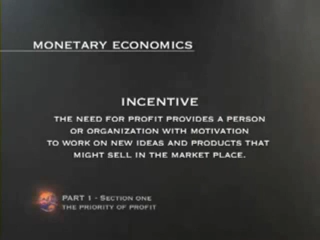 MONETARY ECONOMICS
INCENTIVE
THE NEED FOR PROFIT PROVIDES A PERSON
OR ORGANIZATION WITH MOTIVATION
TO WORK ON NEW IDEAS AND PRODUCTS THAT
MIGHT SELL IN THE MARKET PLACE.
PART 1 - SECTION ONE
THE PRIORITY OF PROFIT